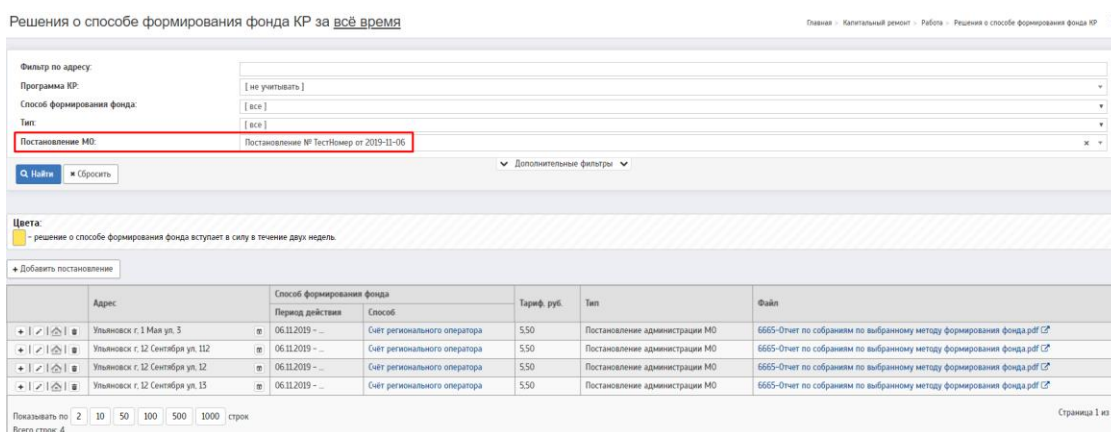 Решения о способе формирования фонда КР за всё время
Главная > Капитальный ремонт > Работа > Решения о способе формирования фонда КР
Фильтр по адресу:
Программа КР: [ не учитывать ]
Способ формирования фонда: [ все ]
Тип: [ все ]
Постановление МО: Постановление № ТестНомер от 2019-11-06
Дополнительные фильтры
Найти Сбросить
Цвета:
- решение о способе формирования фонда вступает в силу в течение двух недель.
+ Добавить постановление
Адрес Способ формирования фонда Тариф. руб. Тип Файл
Период действия Способ
Ульяновск г, 1 Мая ул, 3 06.11.2019 - ... Счёт регионального оператора 5,50 Постановление администрации МО 6665-Отчет по собраниям по выбранному методу формирования фонда.pdf
Ульяновск г, 12 Сентября ул, 112 06.11.2019 - ... Счёт регионального оператора 5,50 Постановление администрации МО 6665-Отчет по собраниям по выбранному методу формирования фонда.pdf
Ульяновск г, 12 Сентября ул, 12 06.11.2019 - ... Счёт регионального оператора 5,50 Постановление администрации МО 6665-Отчет по собраниям по выбранному методу формирования фонда.pdf
Ульяновск г, 12 Сентября ул, 13 06.11.2019 - ... Счёт регионального оператора 5,50 Постановление администрации МО 6665-Отчет по собраниям по выбранному методу формирования фонда.pdf
Показывать по 2 10 50 100 500 1000 строк Страница 1 из
Всего строк: 4